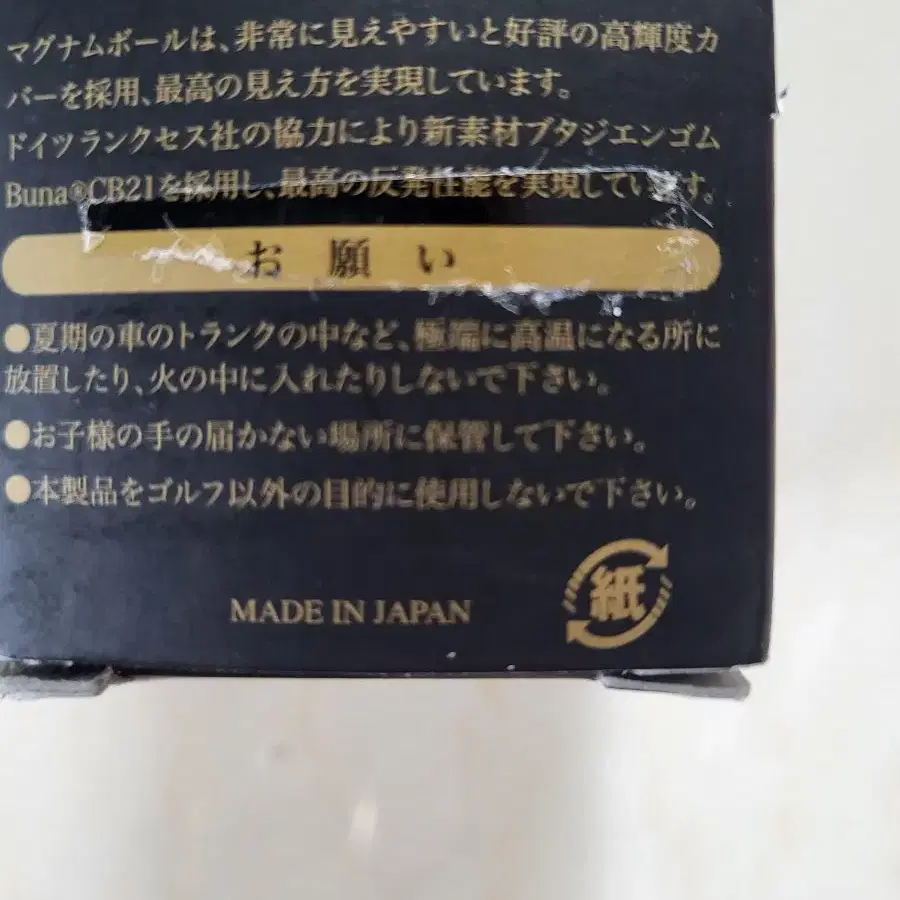 マグナムボールは、非常に見えやすいと好評の高輝度カ
バーを採用、最高の見え方を実現しています。
ドイツランクセス社の協力により新素材ブタジエンゴム
Buna®CB21を採用し、最高の反発性能を実現しています。
お願い
●夏期の車のトランクの中など、極端に高温になる所に
放置したり、火の中に入れたりしないで下さい。
●お子様の手の届かない場所に保管して下さい。
●本製品をゴルフ以外の目的に使用しないで下さい。
MADE IN JAPAN
紙